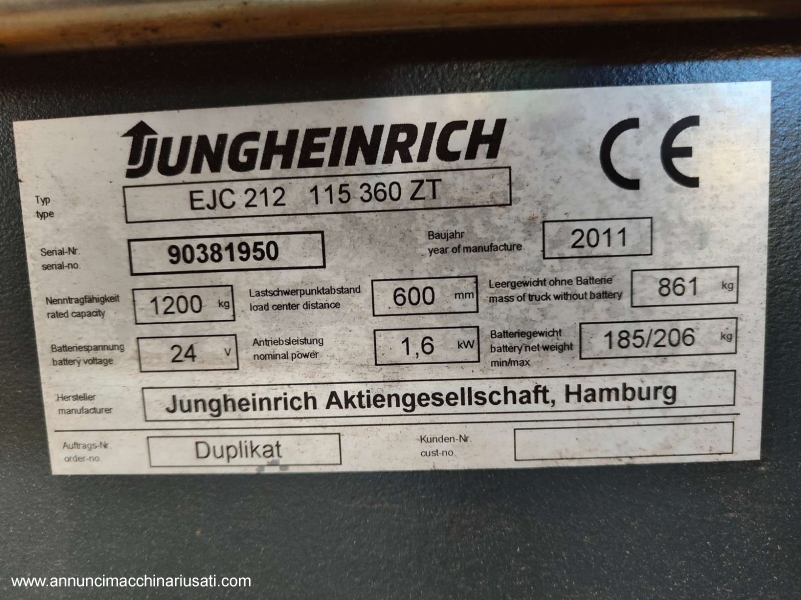 JUNGHEINRICH
CE
Typ
type
EJC 212 115 360 ZT
Serial-Nr.
serial-no.
90381950
Baujahr
year of manufacture
2011
Nenntragfähigkeit
rated capacity
1200 kg
Lastschwerpunktabstand
load center distance
600 mm
Leergewicht ohne Batterie
mass of truck without battery
861 kg
Batteriespannung
battery voltage
24 V
Antriebsleistung
nominal power
1,6 kW
Batteriegewicht
battery net weight
min/max
185/206 kg
Hersteller
manufacturer
Jungheinrich Aktiengesellschaft, Hamburg
Auftrags-Nr.
order-no.
Duplikat
Kunden-Nr.
cust-no.
www.annuncimacchinariusati.com